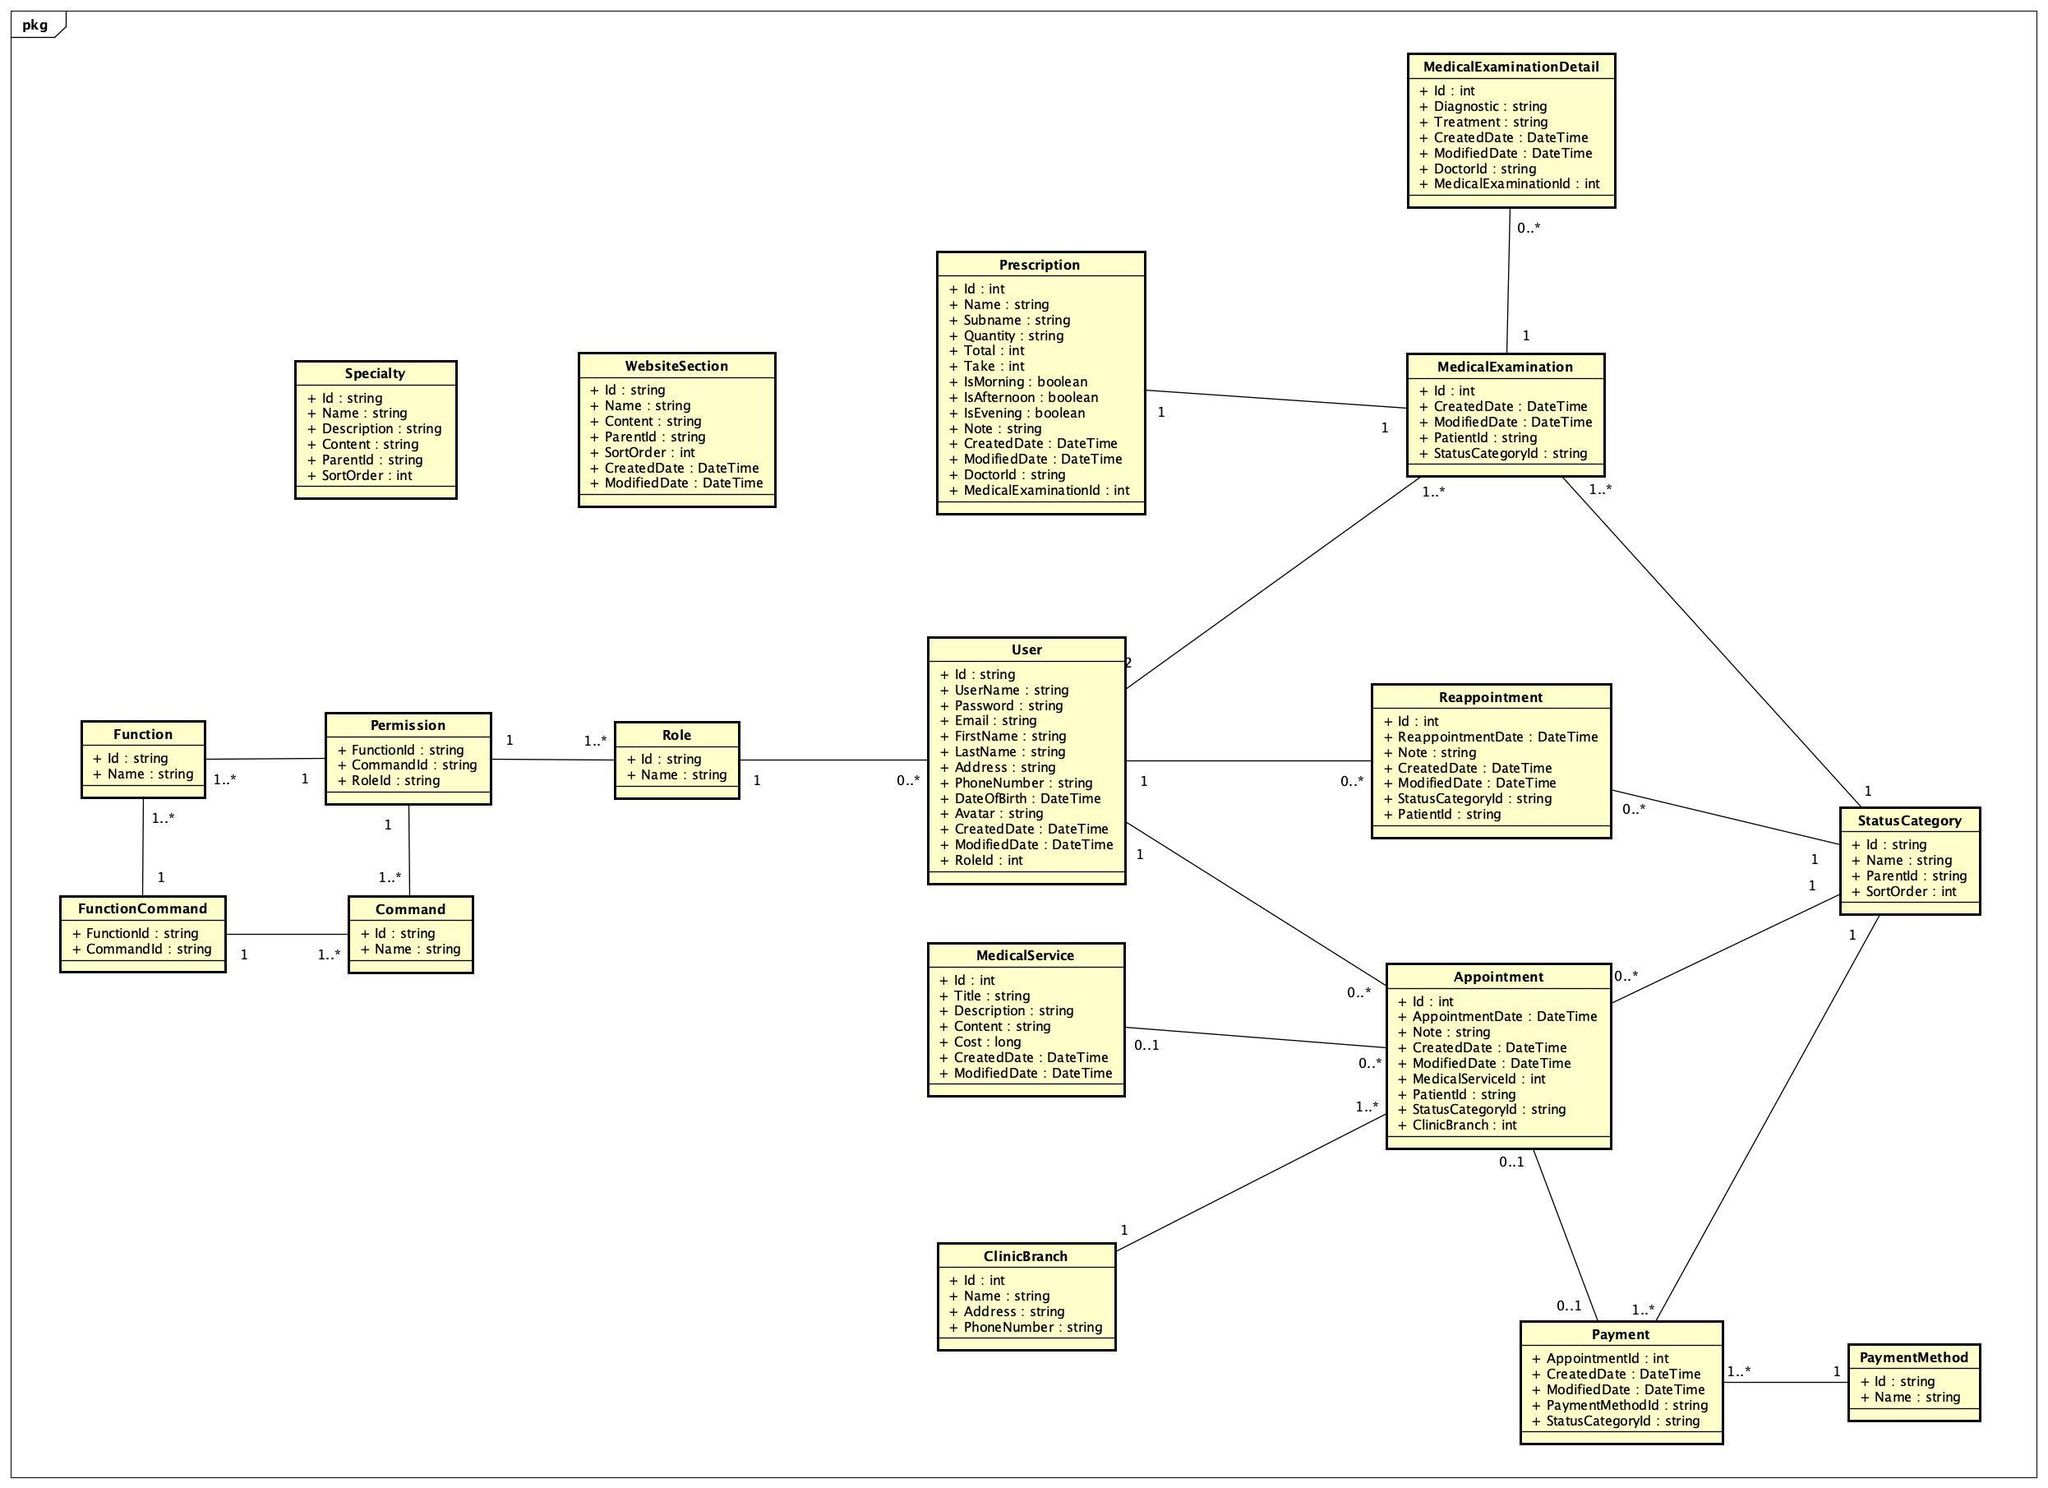 pkg
MedicalExaminationDetail
+ Id : int
+ Diagnostic : string
+ Treatment : string
+ CreatedDate : DateTime
+ ModifiedDate : DateTime
+ DoctorId : string
+ MedicalExaminationId : int
0..*
1
Prescription
+ Id : int
+ Name : string
+ Subname : string
+ Quantity : string
+ Total : int
+ Take : int
+ IsMorning : boolean
+ IsAfternoon : boolean
+ IsEvening : boolean
+ Note : string
+ CreatedDate : DateTime
+ ModifiedDate : DateTime
+ DoctorId : string
+ MedicalExaminationId : int
1
1
MedicalExamination
+ Id : int
+ CreatedDate : DateTime
+ ModifiedDate : DateTime
+ PatientId : string
+ StatusCategoryId : string
1..*
1..*
Specialty
+ Id : string
+ Name : string
+ Description : string
+ Content : string
+ ParentId : string
+ SortOrder : int
WebsiteSection
+ Id : string
+ Name : string
+ Content : string
+ ParentId : string
+ SortOrder : int
+ CreatedDate : DateTime
+ ModifiedDate : DateTime
Function
+ Id : string
+ Name : string
1..*
1
1..*
1
Permission
+ FunctionId : string
+ CommandId : string
+ RoleId : string
1
1..*
1
1..*
Role
+ Id : string
+ Name : string
1
0..*
FunctionCommand
+ FunctionId : string
+ CommandId : string
1
1..*
Command
+ Id : string
+ Name : string
User
+ Id : string
+ UserName : string
+ Password : string
+ Email : string
+ FirstName : string
+ LastName : string
+ Address : string
+ PhoneNumber : string
+ DateOfBirth : DateTime
+ Avatar : string
+ CreatedDate : DateTime
+ ModifiedDate : DateTime
+ RoleId : int
2
1
0..*
1
0..*
Reappointment
+ Id : int
+ ReappointmentDate : DateTime
+ Note : string
+ CreatedDate : DateTime
+ ModifiedDate : DateTime
+ StatusCategoryId : string
+ PatientId : string
0..*
1
1
1
0..*
1
StatusCategory
+ Id : string
+ Name : string
+ ParentId : string
+ SortOrder : int
MedicalService
+ Id : int
+ Title : string
+ Description : string
+ Content : string
+ Cost : long
+ CreatedDate : DateTime
+ ModifiedDate : DateTime
0..1
0..*
Appointment
+ Id : int
+ AppointmentDate : DateTime
+ Note : string
+ CreatedDate : DateTime
+ ModifiedDate : DateTime
+ MedicalServiceId : int
+ PatientId : string
+ StatusCategoryId : string
+ ClinicBranch : int
1..*
1
0..1
0..1
1..*
ClinicBranch
+ Id : int
+ Name : string
+ Address : string
+ PhoneNumber : string
Payment
+ AppointmentId : int
+ CreatedDate : DateTime
+ ModifiedDate : DateTime
+ PaymentMethodId : string
+ StatusCategoryId : string
1..*
1
PaymentMethod
+ Id : string
+ Name : string